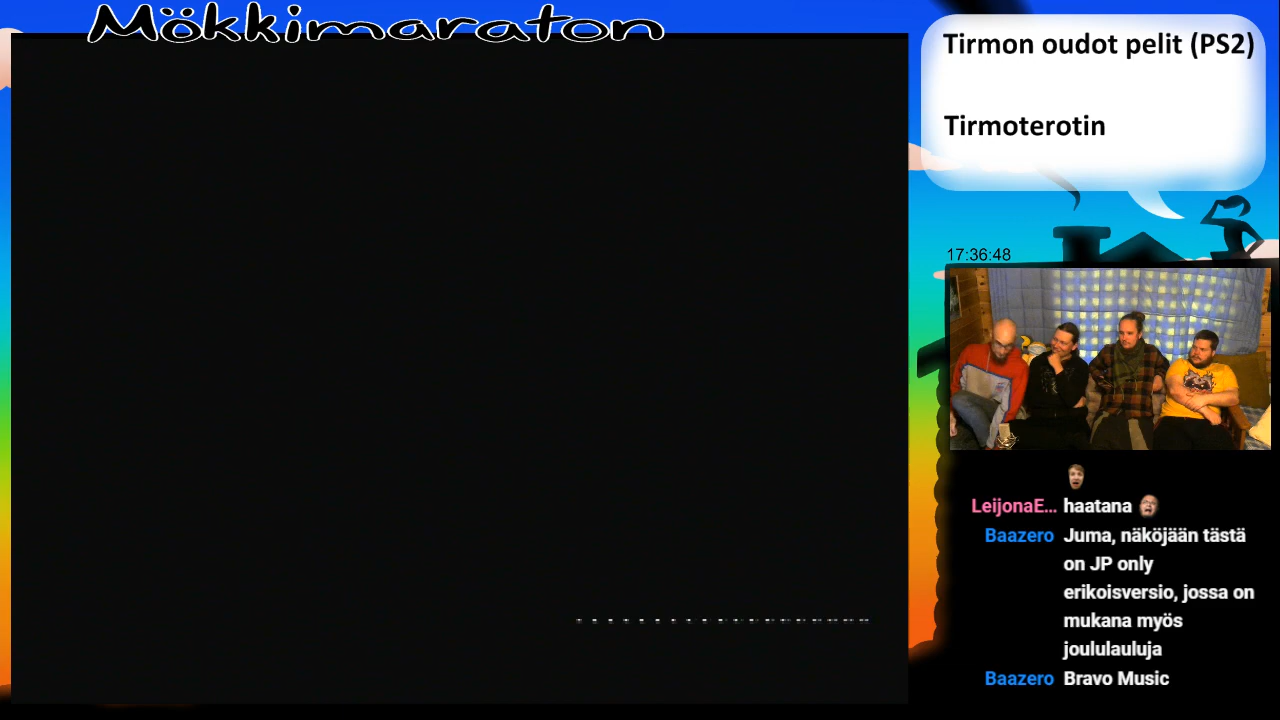 Mökkimaraton
Tirmon oudot pelit (PS2)
Tirmoterotin
17:36:48
LeijonaE... haatana
Baazero Juma, näköjään tästä
on JP only
erikoisversio, jossa on
mukana myös
joululauluja
Baazero Bravo Music